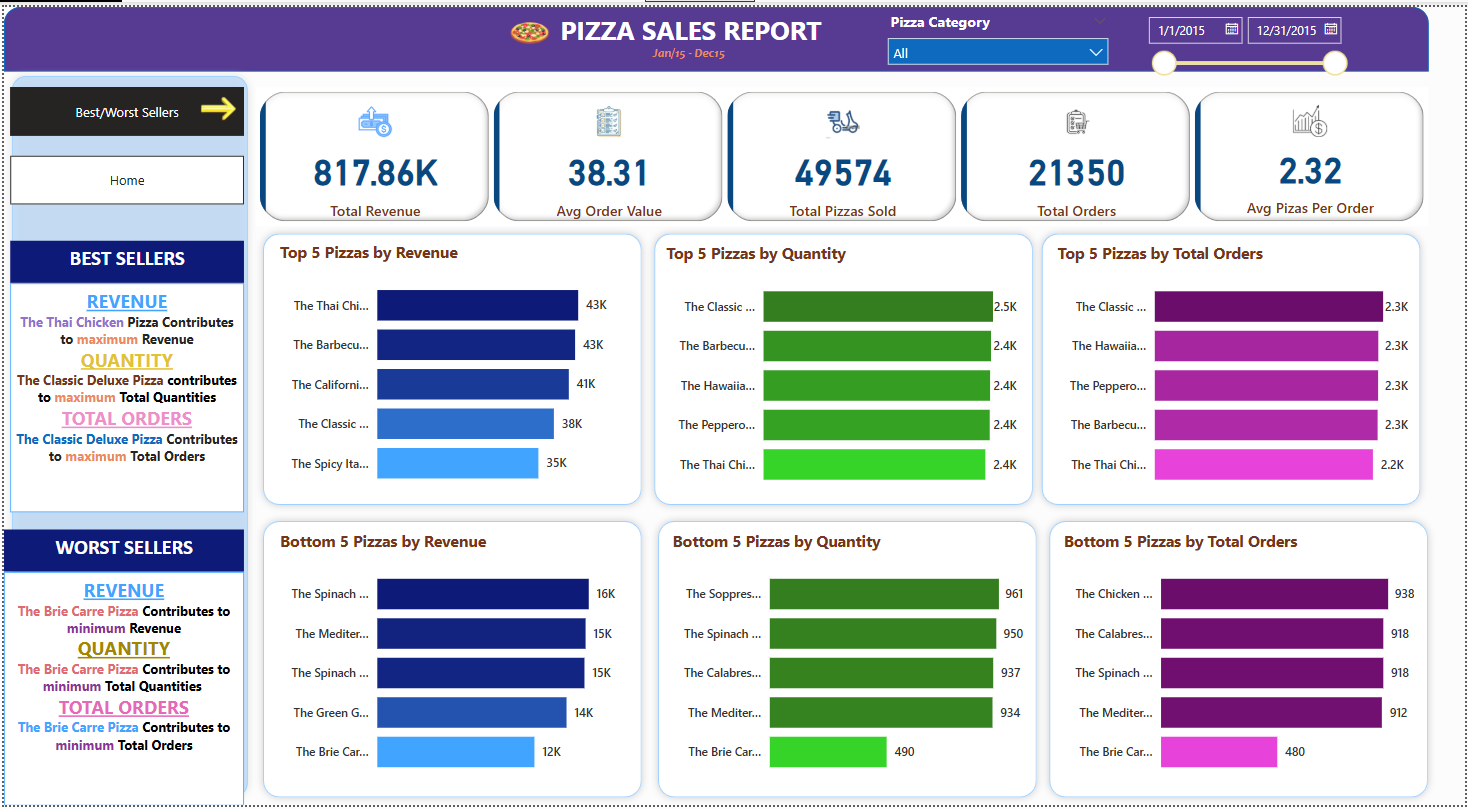 PIZZA SALES REPORT
Jan/15 - Dec15
Pizza Category
All
1/1/2015
12/31/2015
Best/Worst Sellers
Home
817.86K
Total Revenue
38.31
Avg Order Value
49574
Total Pizzas Sold
21350
Total Orders
2.32
Avg Pizas Per Order
BEST SELLERS
REVENUE
The Thai Chicken Pizza Contributes
to maximum Revenue
QUANTITY
The Classic Deluxe Pizza contributes
to maximum Total Quantities
TOTAL ORDERS
The Classic Deluxe Pizza Contributes
to maximum Total Orders
WORST SELLERS
REVENUE
The Brie Carre Pizza Contributes to
minimum Revenue
QUANTITY
The Brie Carre Pizza Contributes to
minimum Total Quantities
TOTAL ORDERS
The Brie Carre Pizza Contributes to
minimum Total Orders
Top 5 Pizzas by Revenue
The Thai Chi... 43K
The Barbecu... 43K
The Californi... 41K
The Classic ... 38K
The Spicy Ita... 35K
Top 5 Pizzas by Quantity
The Classic ... 2.5K
The Barbecu... 2.4K
The Hawaiia... 2.4K
The Peppero... 2.4K
The Thai Chi... 2.4K
Top 5 Pizzas by Total Orders
The Classic ... 2.3K
The Hawaiia... 2.3K
The Peppero... 2.3K
The Barbecu... 2.3K
The Thai Chi... 2.2K
Bottom 5 Pizzas by Revenue
The Spinach ... 16K
The Mediter... 15K
The Spinach ... 15K
The Green G... 14K
The Brie Car... 12K
Bottom 5 Pizzas by Quantity
The Soppres... 961
The Spinach ... 950
The Calabres... 937
The Mediter... 934
The Brie Car... 490
Bottom 5 Pizzas by Total Orders
The Chicken ... 938
The Calabres... 918
The Spinach ... 918
The Mediter... 912
The Brie Car... 480